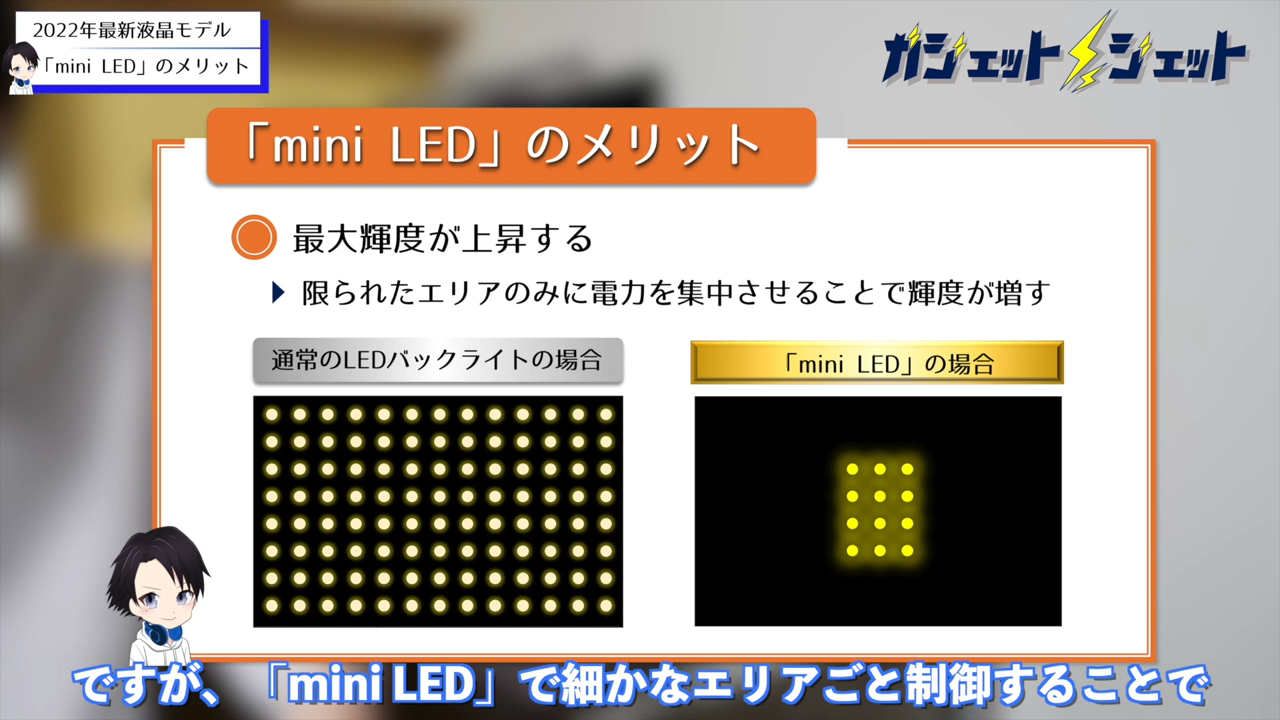 2022年最新液晶モデル
「mini LED」のメリット
ガジェットジェット
「mini LED」のメリット
最大輝度が上昇する
限られたエリアのみに電力を集中させることで輝度が増す
通常のLEDバックライトの場合
「mini LED」の場合
ですが、「mini LED」で細かなエリアごと制御することで